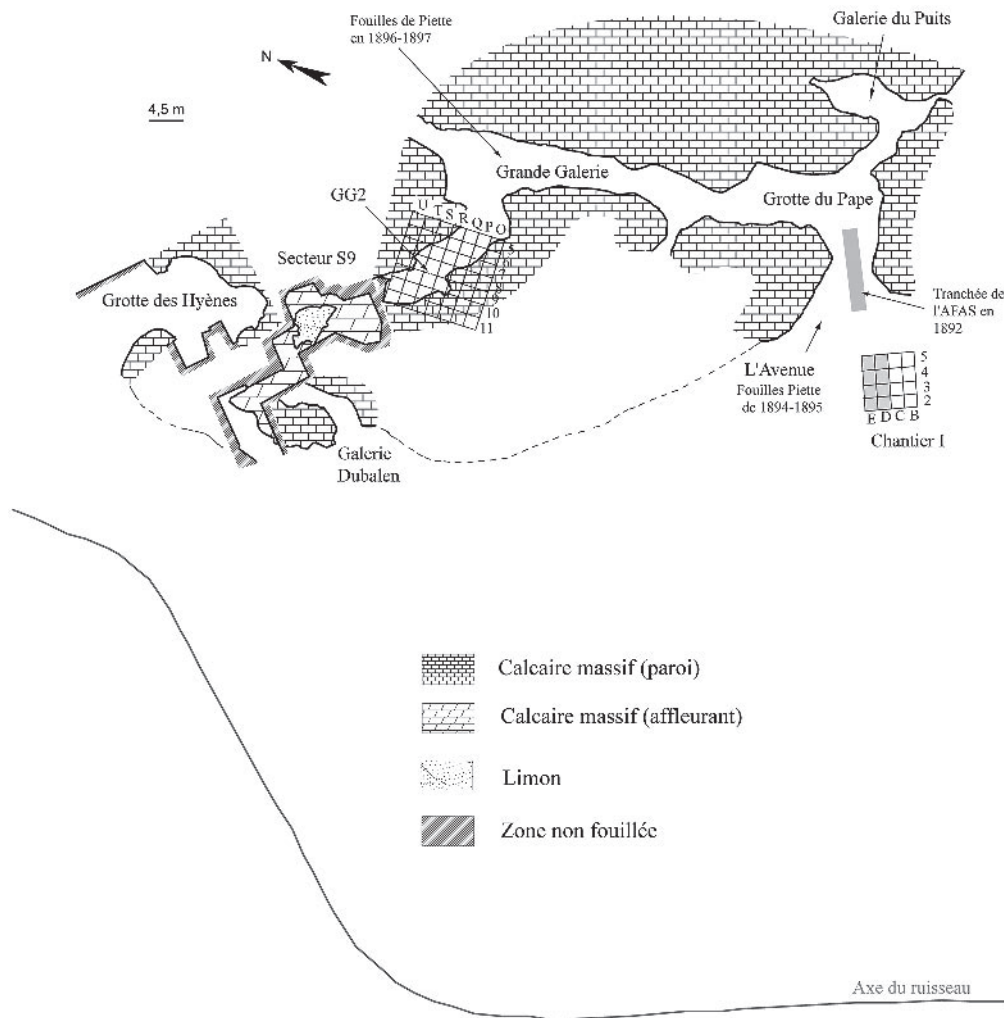 Fouilles de Piette
en 1896-1897
Galerie du Puits
N
4,5 m
Grande Galerie
Grotte du Pape
GG2
U T S R Q P O
5
6
7
8
9
10
11
Secteur S9
Grotte des Hyènes
Tranchée de
l'AFAS en
1892
L'Avenue
Fouilles Piette
de 1894-1895
5
4
3
2
E D C B
Chantier I
Galerie
Dubalen
Calcaire massif (paroi)
Calcaire massif (affleurant)
Limon
Zone non fouillée
Axe du ruisseau